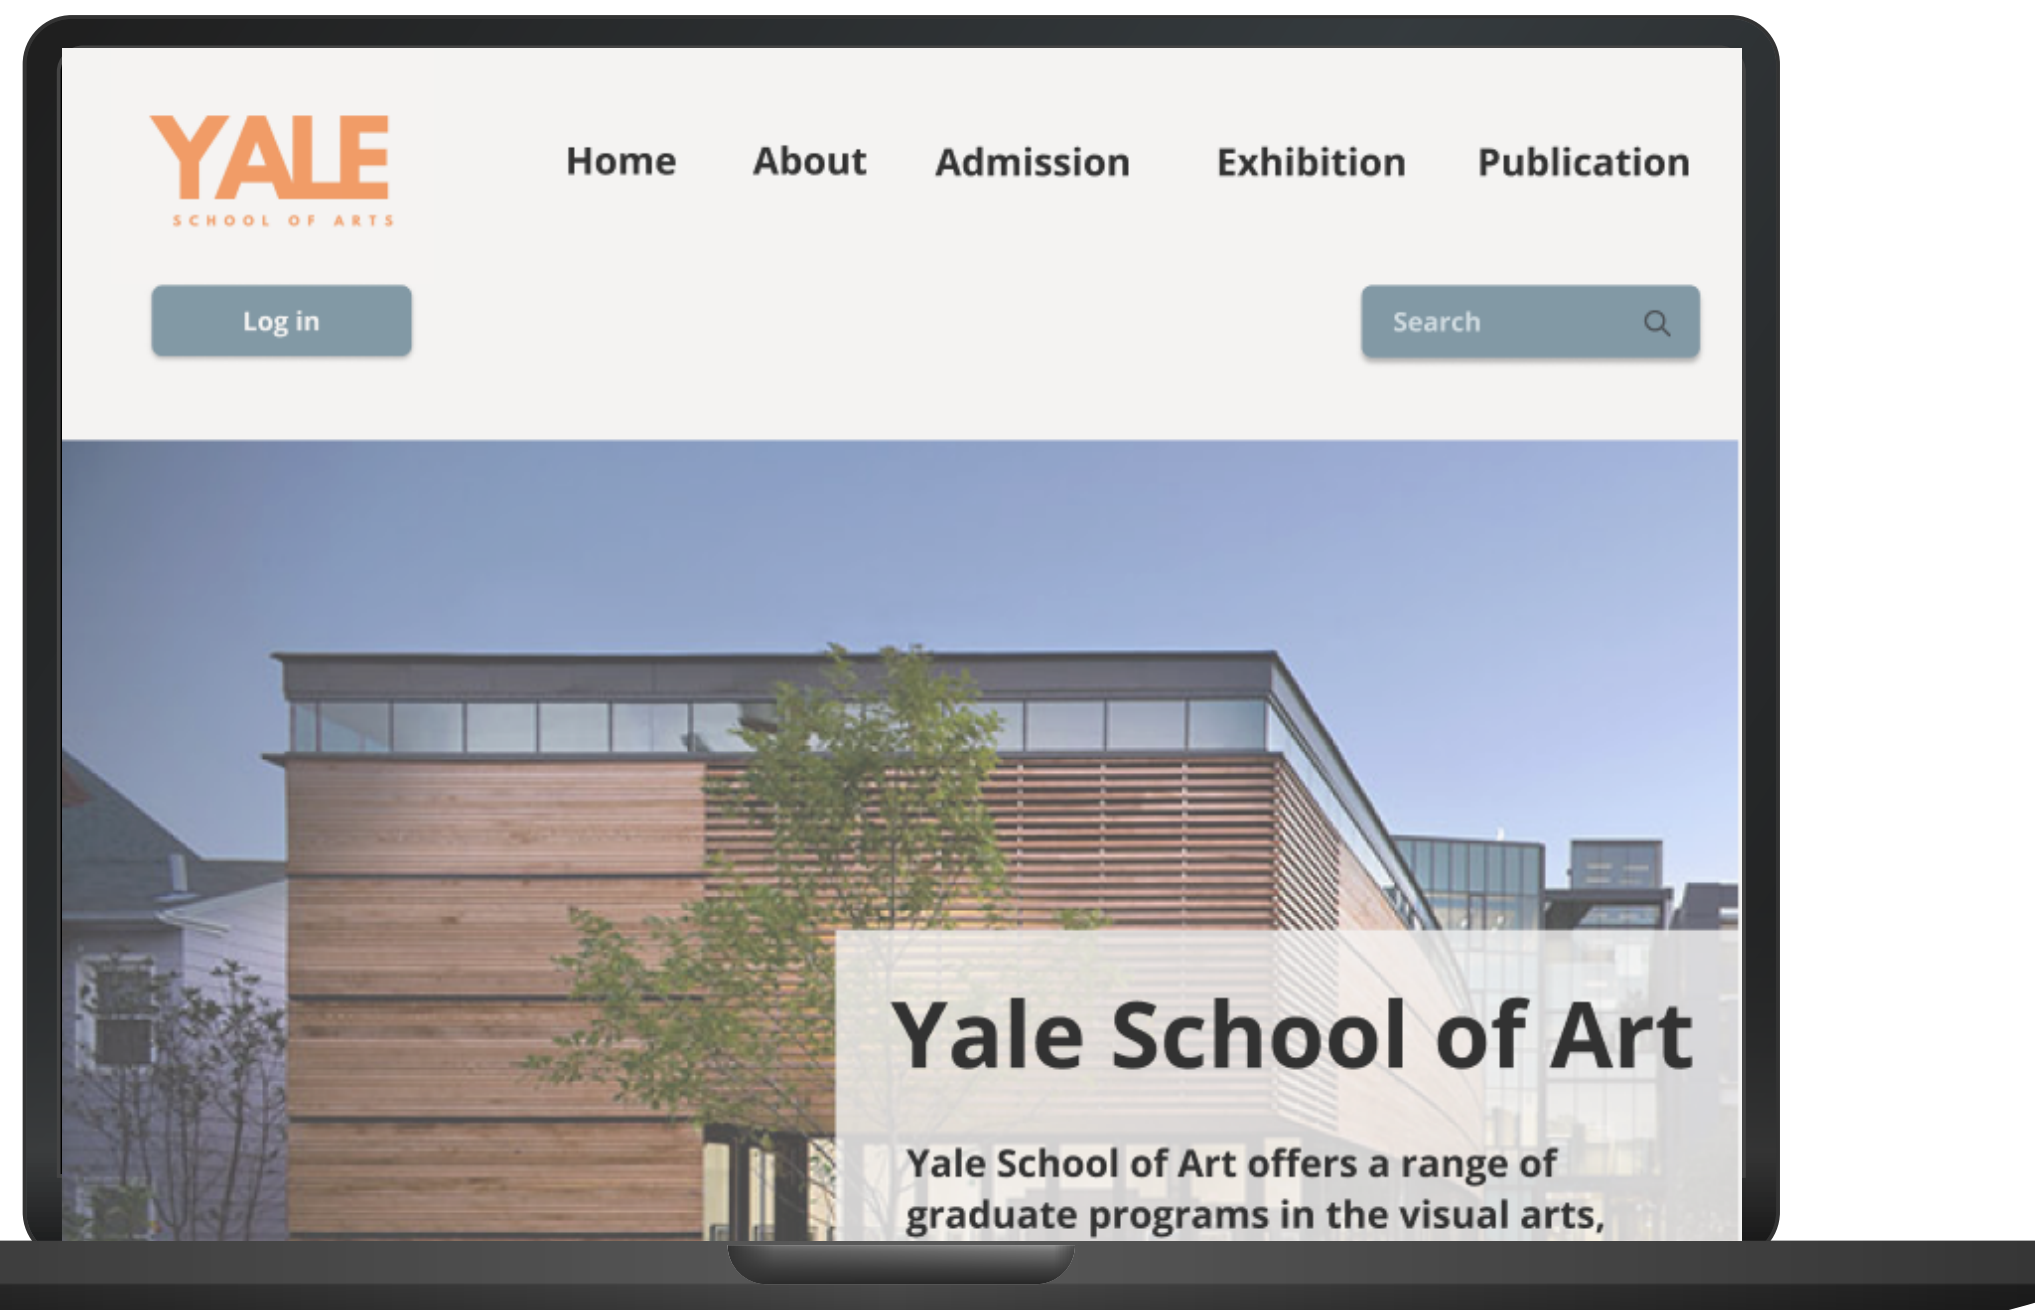 YALE
SCHOOL OF ARTS
Home About Admission Exhibition Publication
Log in
Search
Yale School of Art
Yale School of Art offers a range of
graduate programs in the visual arts,